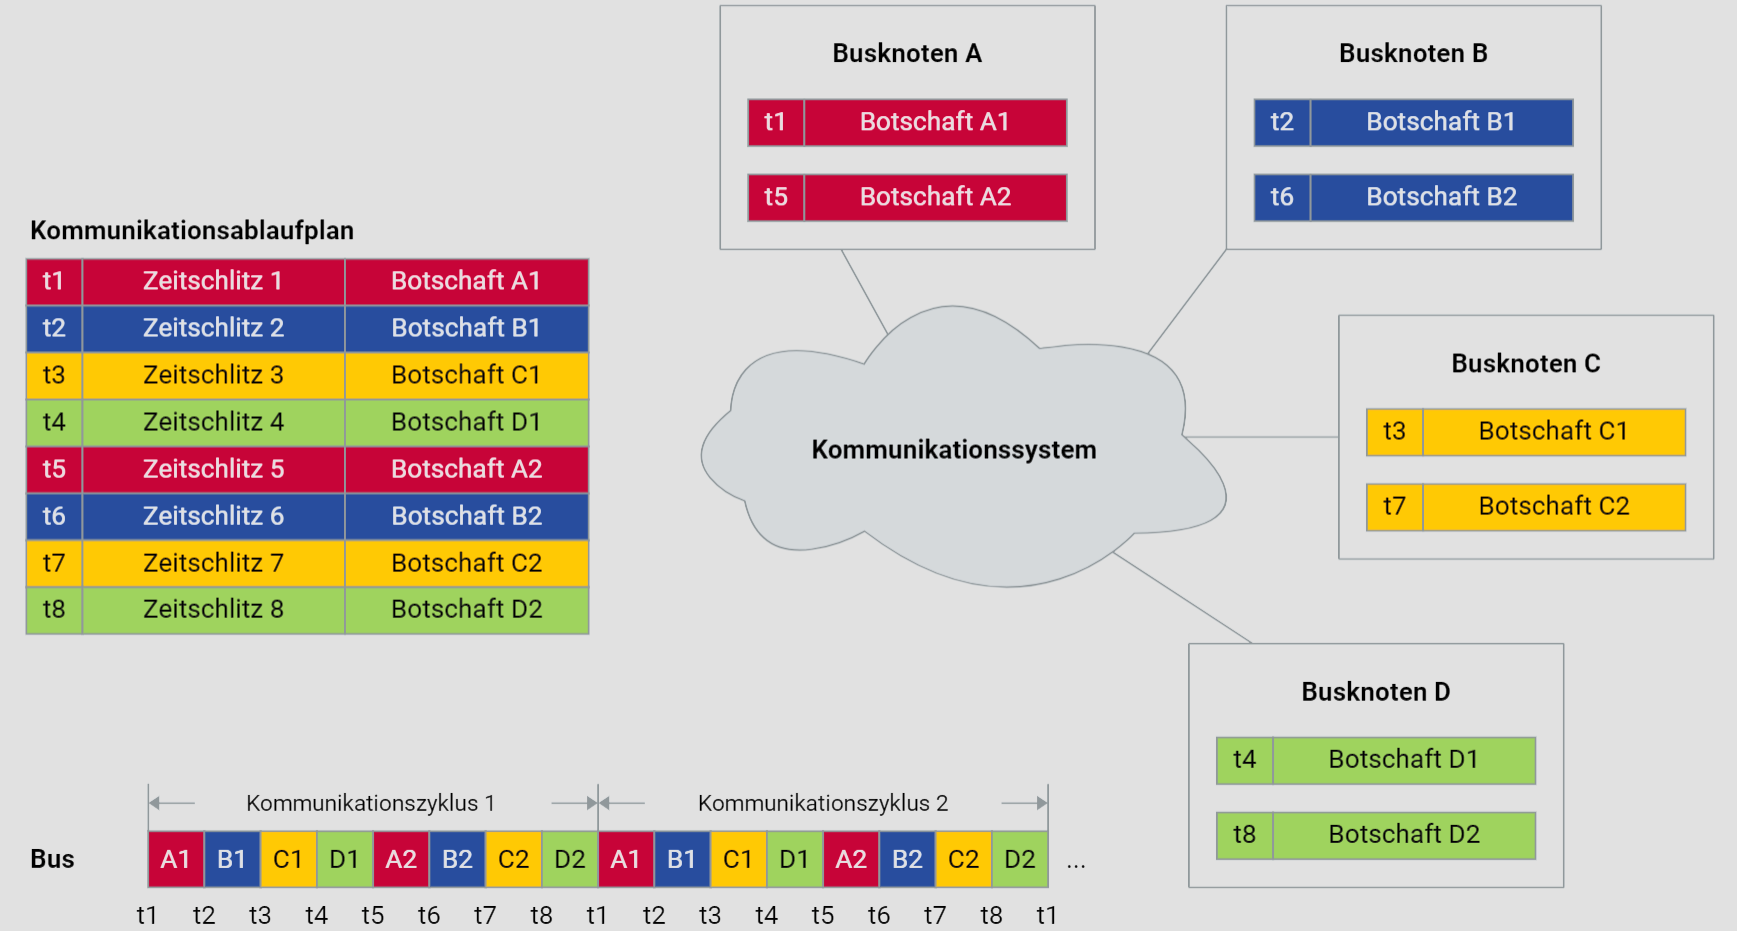 Busknoten A
t1 Botschaft A1
t5 Botschaft A2
Busknoten B
t2 Botschaft B1
t6 Botschaft B2
Kommunikationsablaufplan
t1 Zeitschlitz 1 Botschaft A1
t2 Zeitschlitz 2 Botschaft B1
t3 Zeitschlitz 3 Botschaft C1
t4 Zeitschlitz 4 Botschaft D1
t5 Zeitschlitz 5 Botschaft A2
t6 Zeitschlitz 6 Botschaft B2
t7 Zeitschlitz 7 Botschaft C2
t8 Zeitschlitz 8 Botschaft D2
Kommunikationssystem
Busknoten C
t3 Botschaft C1
t7 Botschaft C2
Busknoten D
t4 Botschaft D1
t8 Botschaft D2
Kommunikationszyklus 1 Kommunikationszyklus 2
Bus A1 B1 C1 D1 A2 B2 C2 D2 A1 B1 C1 D1 A2 B2 C2 D2 ...
t1 t2 t3 t4 t5 t6 t7 t8 t1 t2 t3 t4 t5 t6 t7 t8 t1